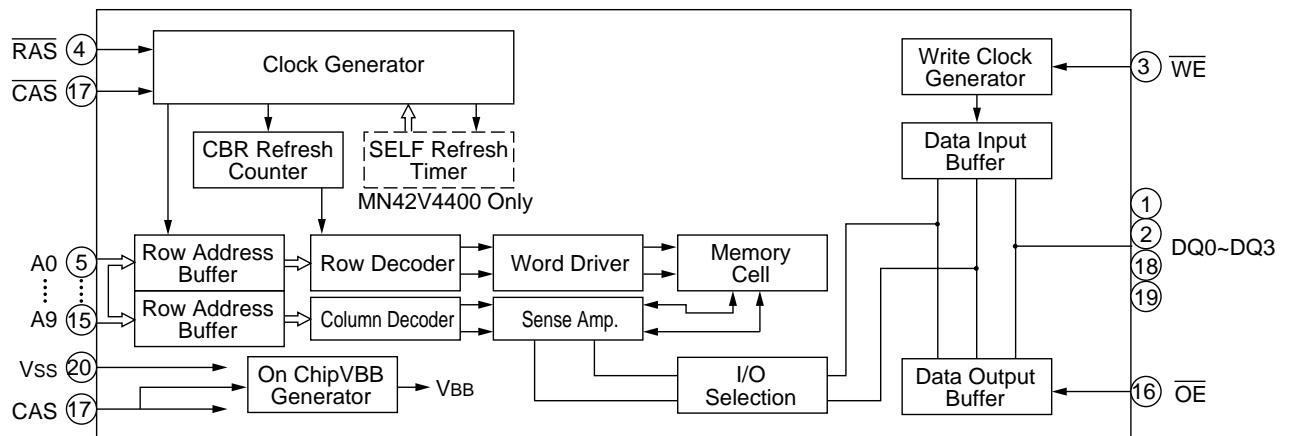 RAS 4
CAS 17
Clock Generator
Write Clock
Generator
3 WE
CBR Refresh
Counter
SELF Refresh
Timer
MN42V4400 Only
Data Input
Buffer
1
2
DQ0~DQ3
18
19
A0 5
A9 15
Row Address
Buffer
Row Decoder
Word Driver
Memory
Cell
Row Address
Buffer
Column Decoder
Sense Amp.
VSS 20
CAS 17
On ChipVBB
Generator
VBB
I/O
Selection
Data Output
Buffer
16 OE